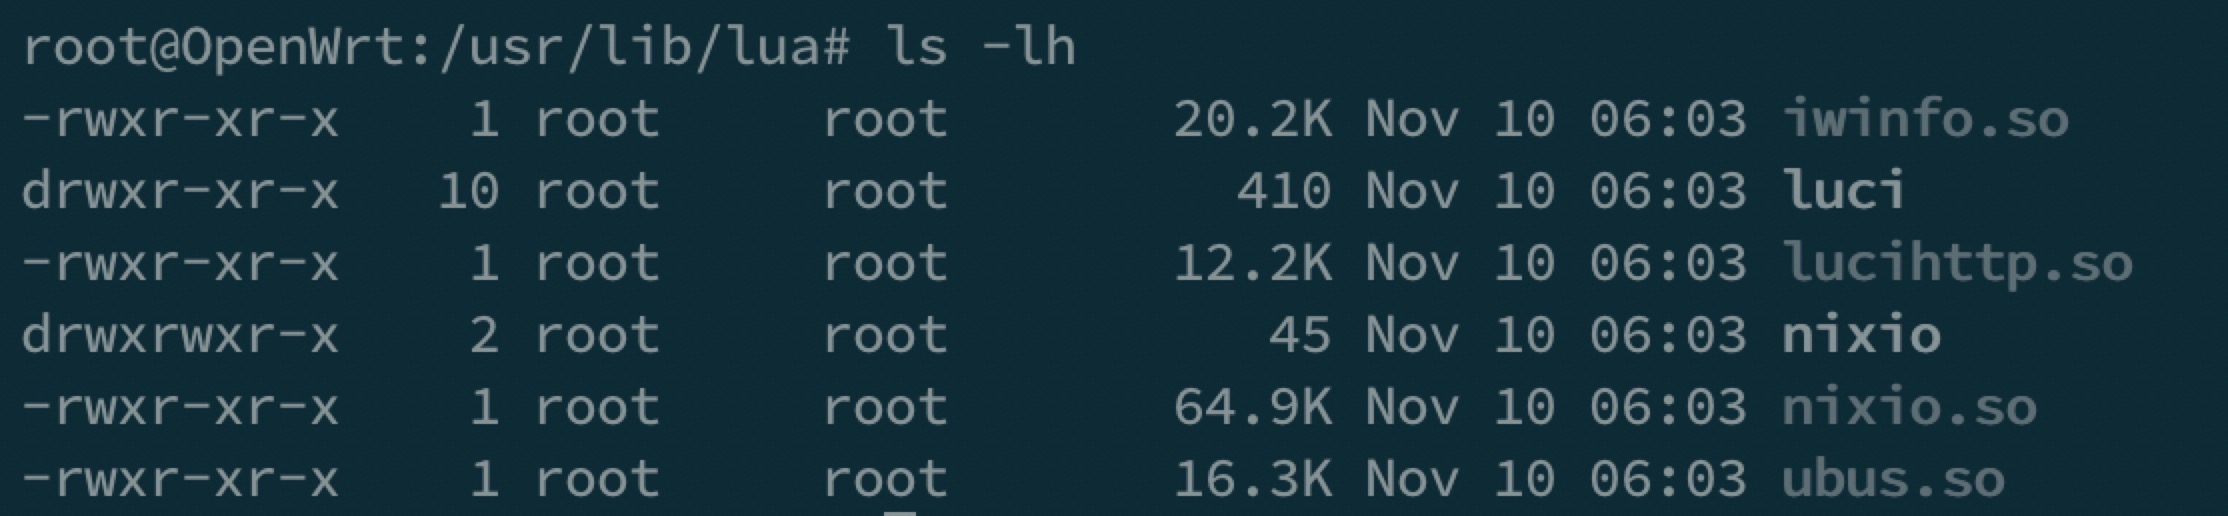 root@OpenWrt:/usr/lib/lua# ls -lh
-rwxr-xr-x    1 root     root       20.2K Nov 10 06:03 iwinfo.so
drwxr-xr-x   10 root     root         410 Nov 10 06:03 luci
-rwxr-xr-x    1 root     root       12.2K Nov 10 06:03 lucihttp.so
drwxrwxr-x    2 root     root          45 Nov 10 06:03 nixio
-rwxr-xr-x    1 root     root       64.9K Nov 10 06:03 nixio.so
-rwxr-xr-x    1 root     root       16.3K Nov 10 06:03 ubus.so